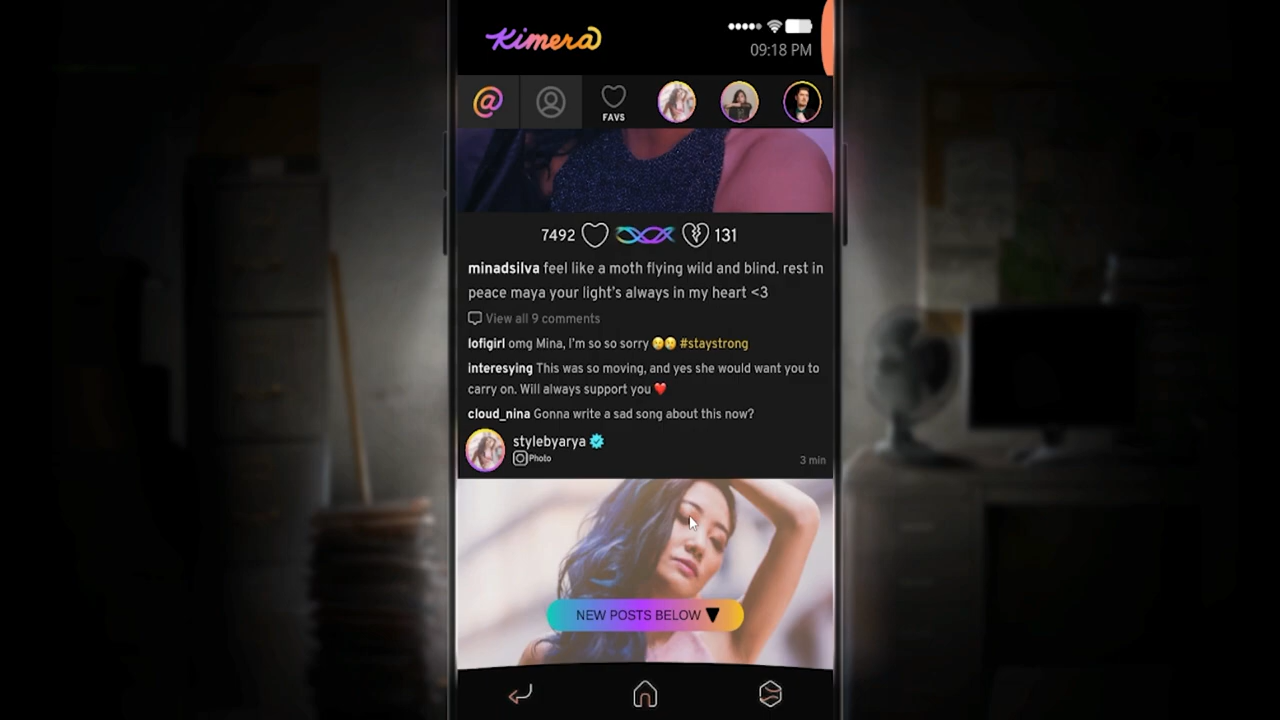 Kimera
09:18 PM
@
FAVS
7492 131
minadsilva feel like a moth flying wild and blind. rest in
peace maya your light's always in my heart <3
View all 9 comments
lofigirl omg Mina, I'm so so sorry 🥺🥺 #staystrong
interesying This was so moving, and yes she would want you to
carry on. Will always support you ❤️
cloud_nina Gonna write a sad song about this now?
stylebyarya
Photo
3 min
NEW POSTS BELOW ▼